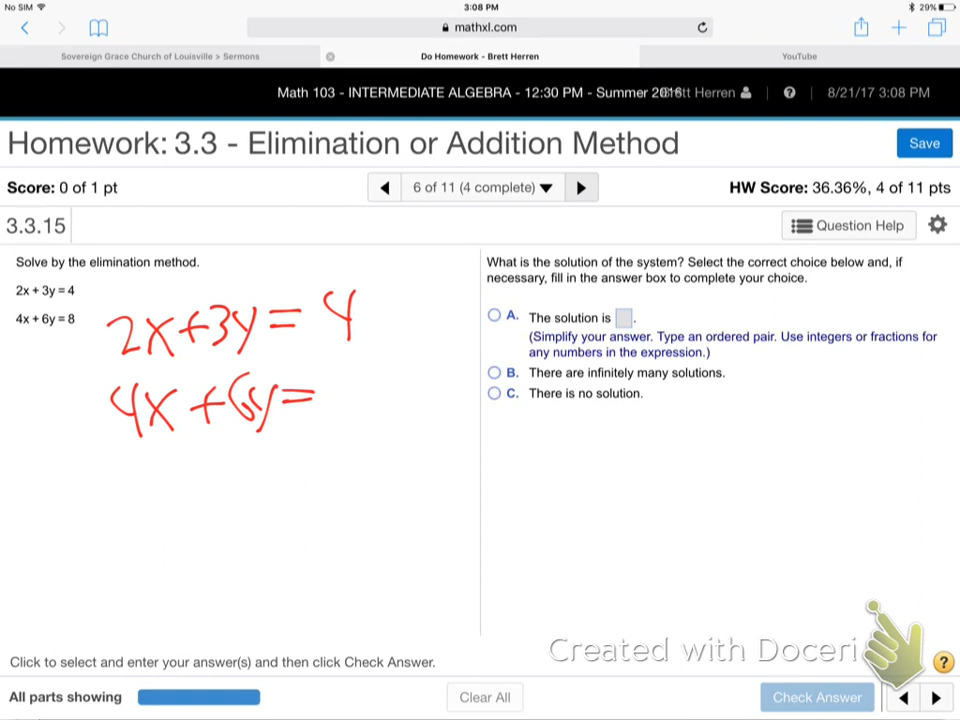 No SIM 3:08 PM 29%
mathxl.com
Sovereign Grace Church of Louisville > Sermons Do Homework - Brett Herren YouTube
Math 103 - INTERMEDIATE ALGEBRA - 12:30 PM - Summer 2016 Herren ? 8/21/17 3:08 PM
Homework: 3.3 - Elimination or Addition Method Save
Score: 0 of 1 pt 6 of 11 (4 complete) HW Score: 36.36%, 4 of 11 pts
3.3.15 Question Help
Solve by the elimination method.
2x + 3y = 4
4x + 6y = 8
2x+3y = 4
4x +6y=
What is the solution of the system? Select the correct choice below and, if
necessary, fill in the answer box to complete your choice.
A. The solution is .
(Simplify your answer. Type an ordered pair. Use integers or fractions for
any numbers in the expression.)
B. There are infinitely many solutions.
C. There is no solution.
Created with Doceri
Click to select and enter your answer(s) and then click Check Answer. ?
All parts showing Clear All Check Answer